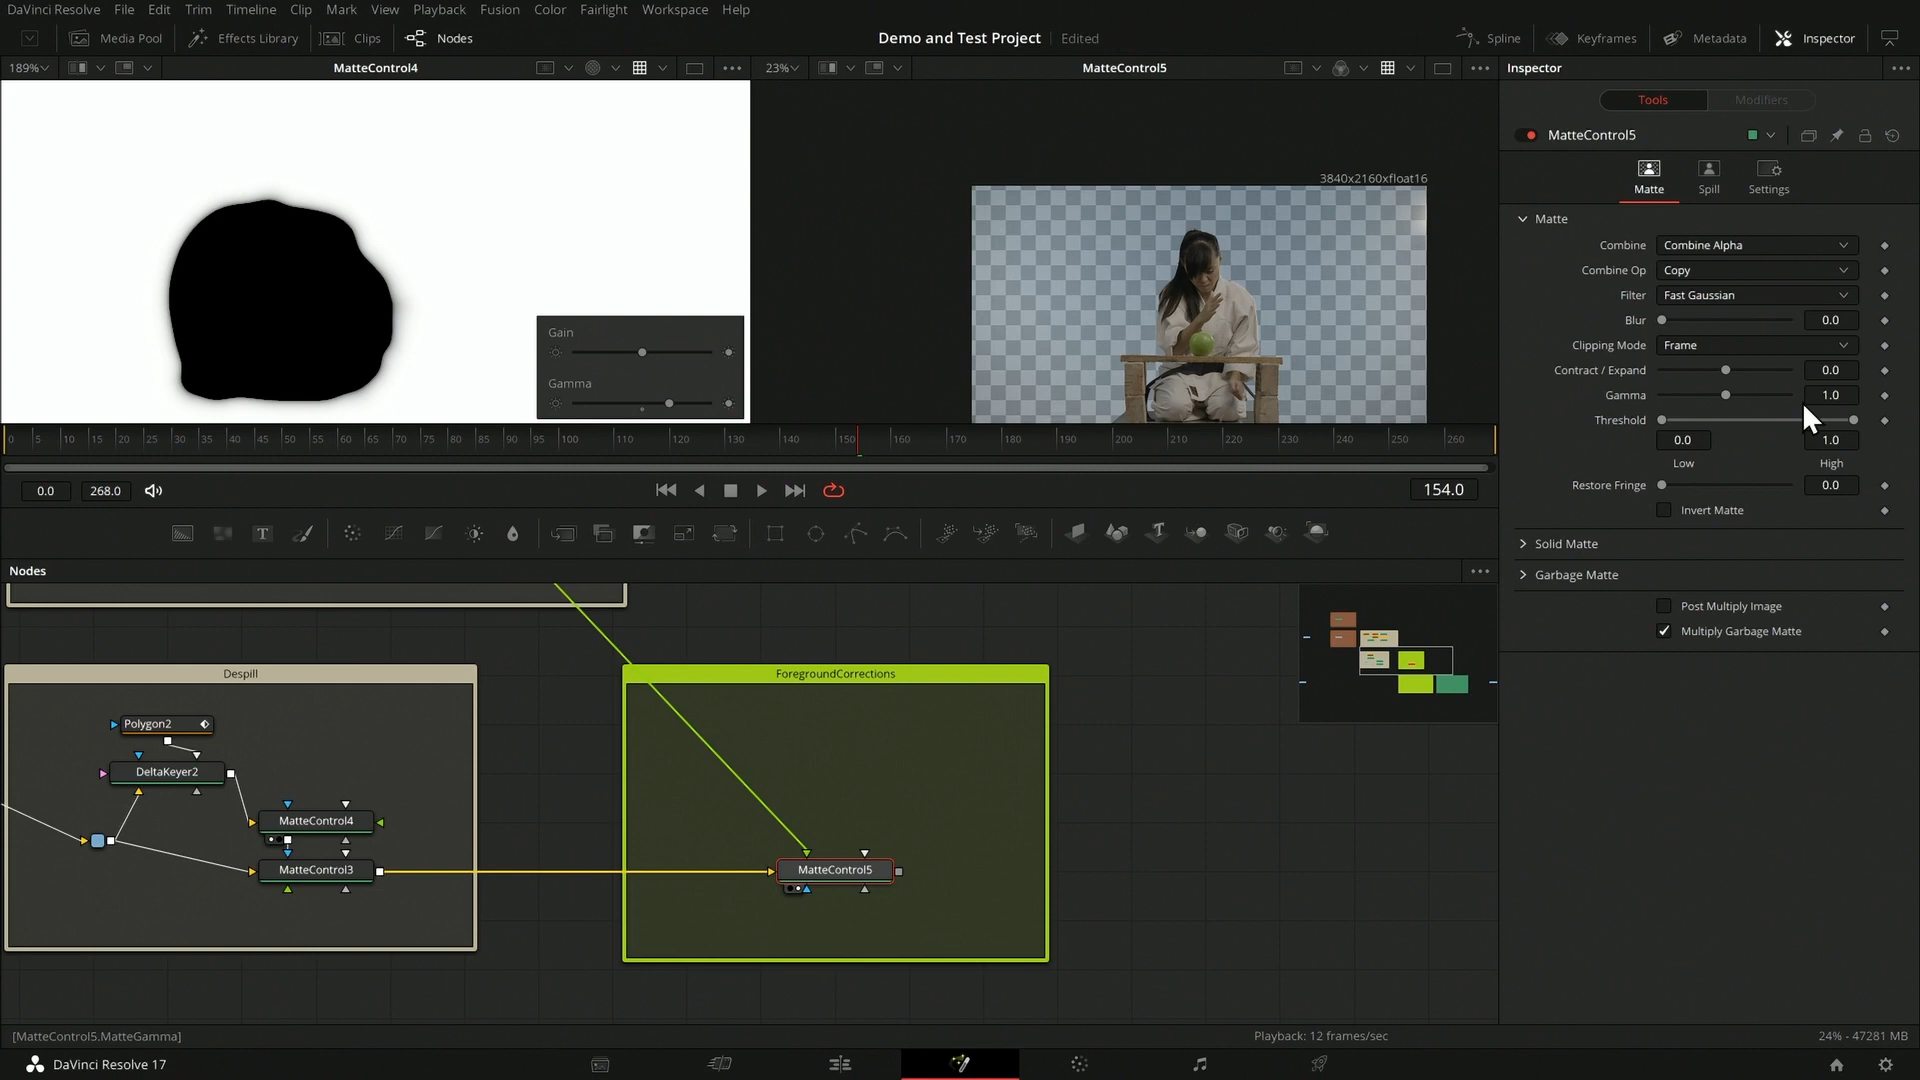 DaVinci Resolve File Edit Trim Timeline Clip Mark View Playback Fusion Color Fairlight Workspace Help
Media Pool Effects Library Clips Nodes Demo and Test Project Edited Spline Keyframes Metadata Inspector
189% MatteControl4 23% MatteControl5 Inspector
Tools Modifiers
MatteControl5
3840x2160xfloat16
Matte Spill Settings
Matte
Combine Combine Alpha
Combine Op Copy
Filter Fast Gaussian
Blur 0.0
Clipping Mode Frame
Contract / Expand 0.0
Gamma 1.0
Threshold
0.0 1.0
Low High
Restore Fringe 0.0
Invert Matte
Solid Matte
Garbage Matte
Post Multiply Image
Multiply Garbage Matte
Gain
Gamma
0 5 10 15 20 25 30 35 40 45 50 55 60 65 70 75 80 85 90 95 100 110 120 130 140 150 160 170 180 190 200 210 220 230 240 250 260
0.0 268.0 154.0
T T
Nodes
Despill
ForegroundCorrections
Polygon2
DeltaKeyer2
MatteControl4
MatteControl3
MatteControl5
[MatteControl5.MatteGamma] Playback: 12 frames/sec 24% - 47281 MB
DaVinci Resolve 17